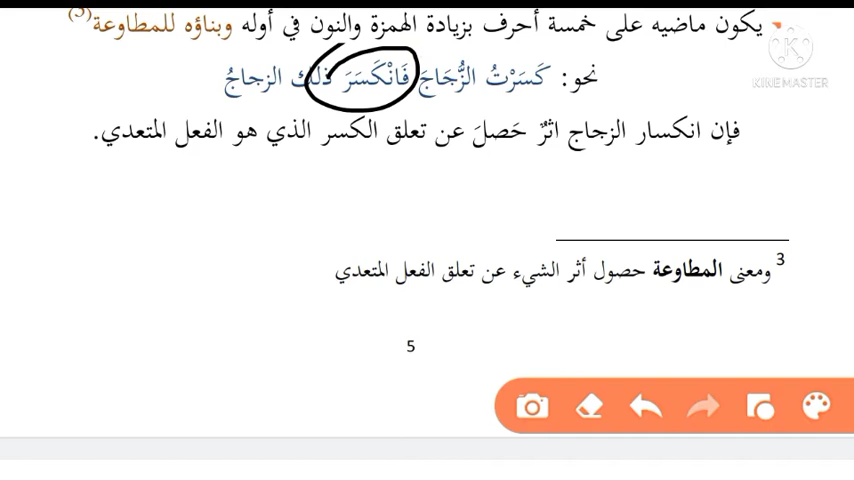 يكون ماضيه على خمسة أحرف بزيادة الهمزة والنون في أوله وبناؤه للمطاوعة(3)
نحو: كَسَرْتُ الزُّجَاجَ فَانْكَسَرَ ذلك الزجاجُ
فإن انكسار الزجاج اثرٌ حَصلَ عن تعلق الكسر الذي هو الفعل المتعدي.
3 ومعنى المطاوعة حصول أثر الشيء عن تعلق الفعل المتعدي
5
KINEMASTER